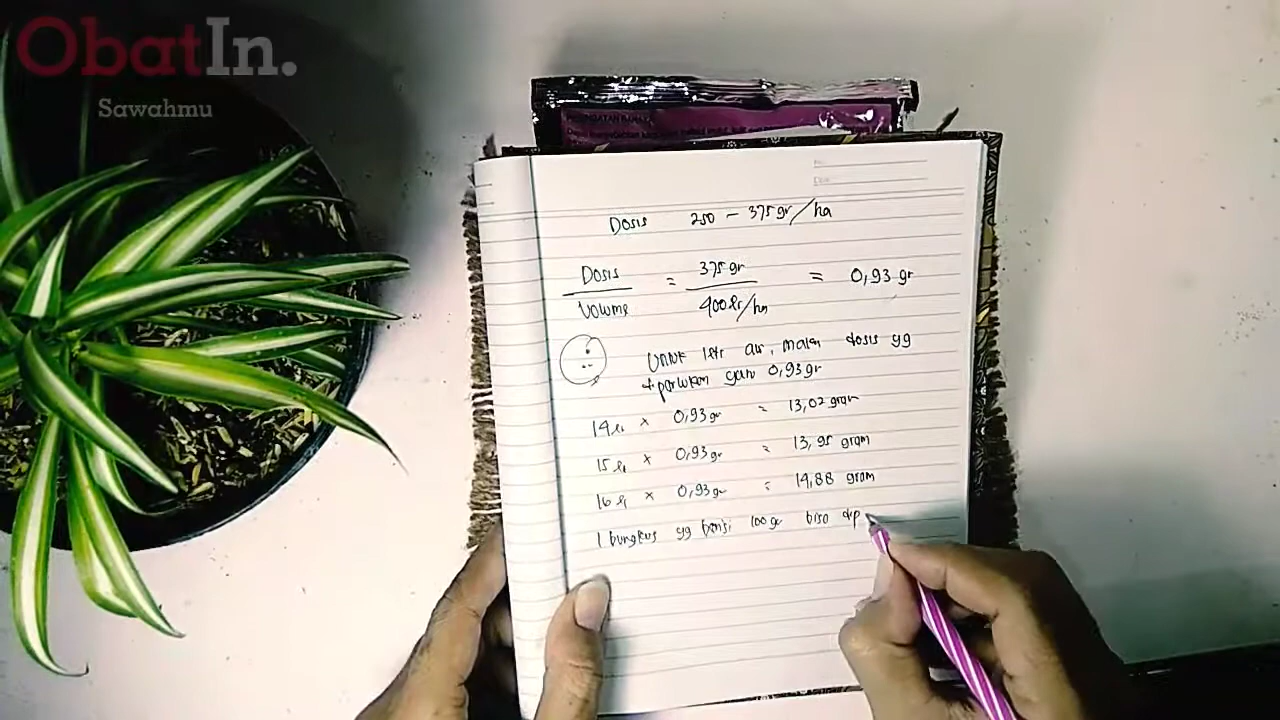 ObatIn.
Sawahmu
Dosis 250 - 375 gr/ha
Dosis = 375 gr = 0,93 gr
Volume 400 lr/ha
Untuk 1 ltr air, maka dosis yg
diperlukan yaitu 0,93 gr
14 lt x 0,93 gr = 13,02 gram
15 lt x 0,93 gr = 13,95 gram
16 lt x 0,93 gr = 14,88 gram
1 bungkus yg berisi 100 gr bisa dip